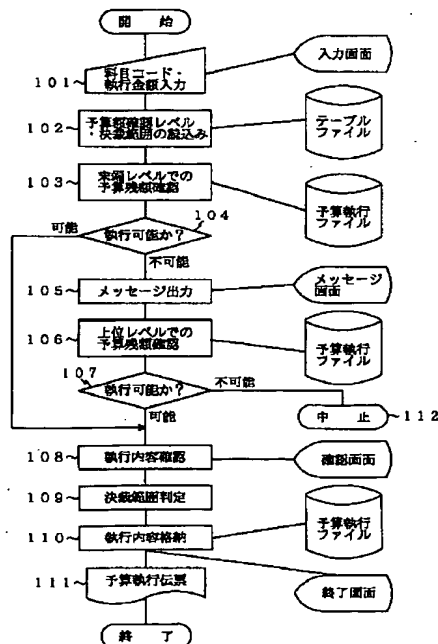 開 始
101
科目コード・
執行金額入力
入力画面
102
予算額確認レベル
・決裁範囲の読込み
テーブル
ファイル
103
末端レベルでの
予算残額確認
予算執行
ファイル
104
可能
執行可能か?
不可能
105
メッセージ出力
メッセージ
画面
106
上位レベルでの
予算残額確認
予算執行
ファイル
107
執行可能か?
不可能
可能
中 止
112
108
執行内容確認
確認画面
109
決裁範囲判定
110
執行内容格納
予算執行
ファイル
111
予算執行伝票
終了画面
終 了